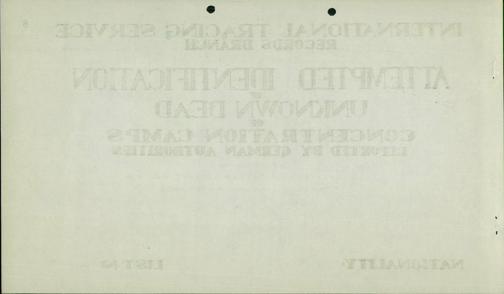 INTERNATIONAL TRACING SERVICE
RECORDS BRANCH
ATTEMPTED IDENTIFICATION
OF
UNKNOWN DEAD
OF
CONCENTRATION CAMPS
REPORTED BY GERMAN AUTHORITIES
NATIONALITY:
LIST Nº